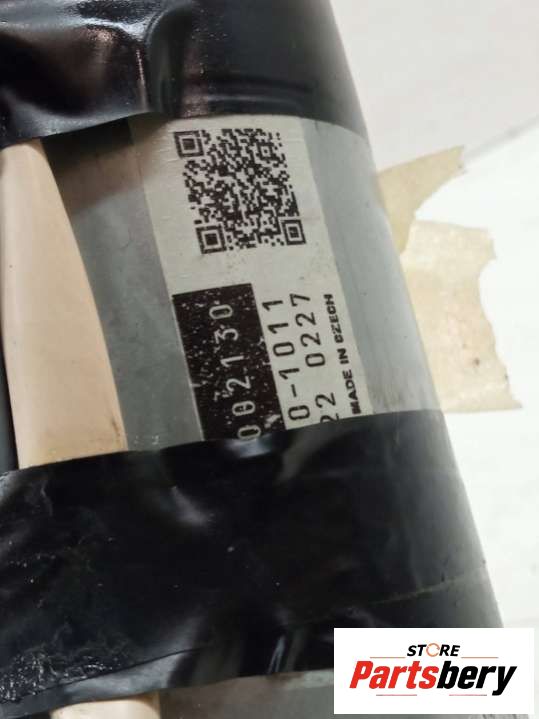 002130
0-1011
22 0227
MADE IN CZECH
STORE
Partsbery